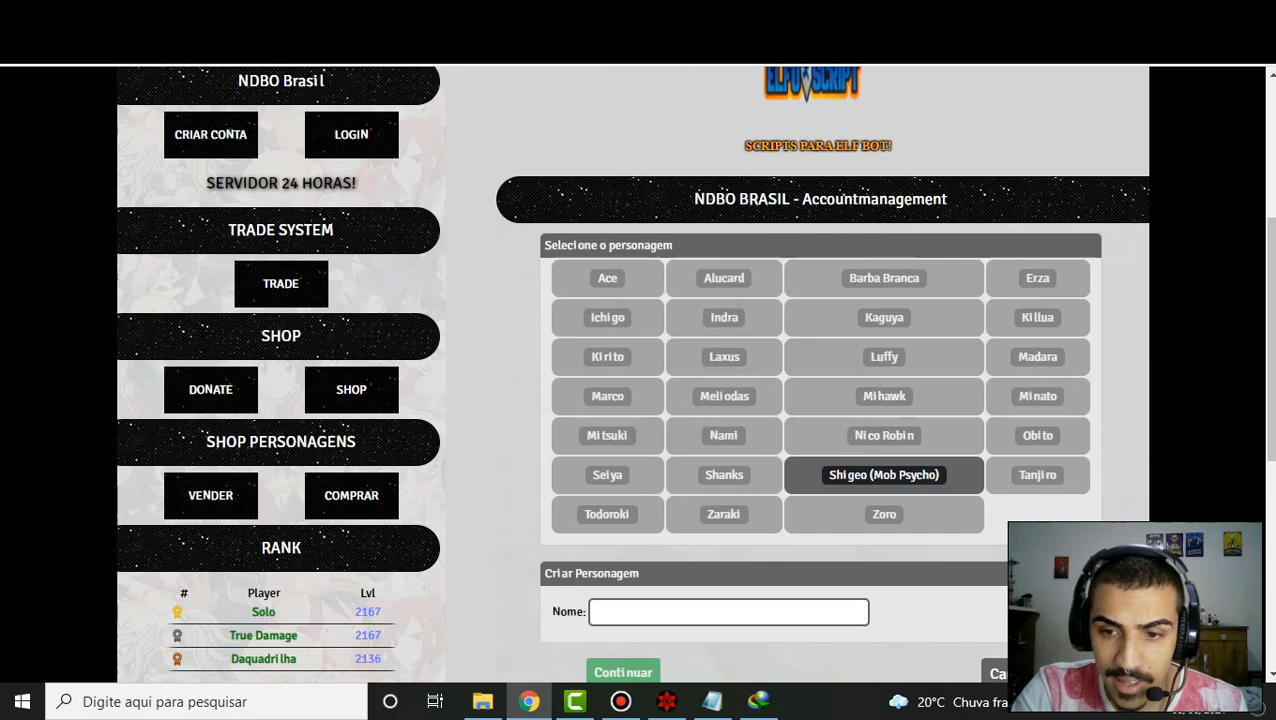 NDBO Brasil
CRIAR CONTA
LOGIN
SERVIDOR 24 HORAS!
TRADE SYSTEM
TRADE
SHOP
DONATE
SHOP
SHOP PERSONAGENS
VENDER
COMPRAR
RANK
# Player Lvl
Solo 2167
True Damage 2167
Daquadrilha 2136
ELFO SCRIPT
SCRIPTS PARA ELF BOT!
NDBO BRASIL - Accountmanagement
Selecione o personagem
Ace Alucard Barba Branca Erza
Ichigo Indra Kaguya Killua
Kirito Laxus Luffy Madara
Marco Meliodas Mihawk Minato
Mitsuki Nami Nico Robin Obito
Seiya Shanks Shigeo (Mob Psycho) Tanjiro
Todoroki Zaraki Zoro
Criar Personagem
Nome:
Continuar
Digite aqui para pesquisar
20°C Chuva fra